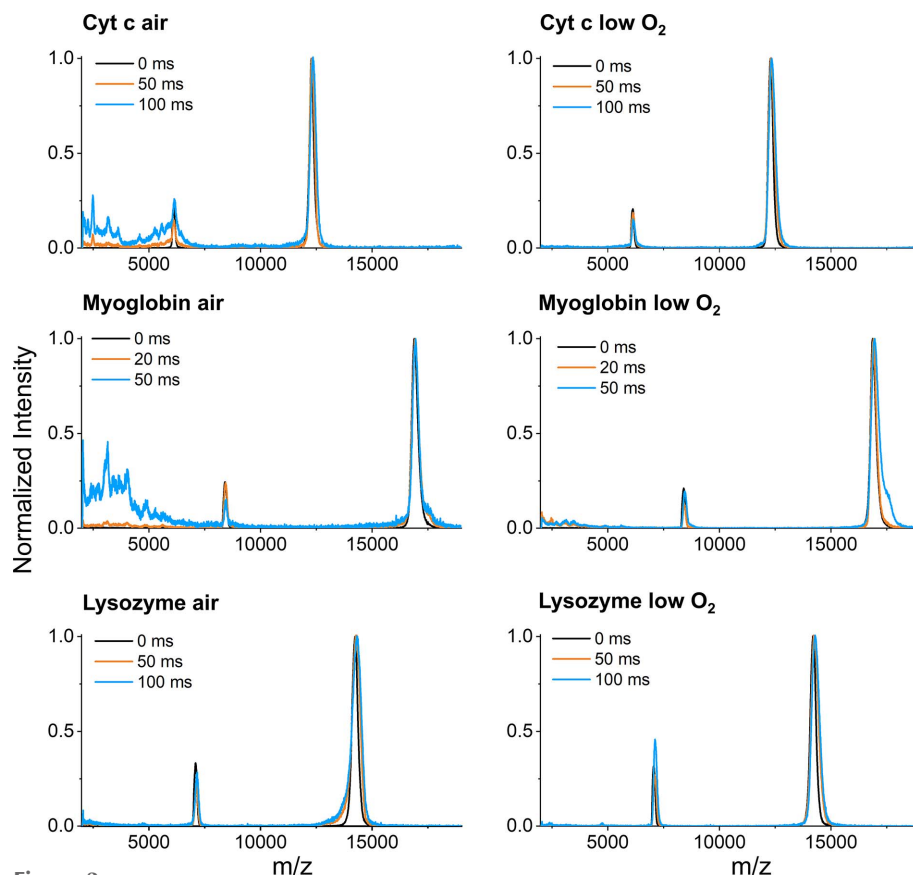 Cyt c air
0 ms
50 ms
100 ms
1.0
0.5
0.0
5000 10000 15000
Cyt c low O₂
0 ms
50 ms
100 ms
1.0
0.5
0.0
5000 10000 15000
Myoglobin air
0 ms
20 ms
50 ms
1.0
0.5
0.0
5000 10000 15000
Myoglobin low O₂
0 ms
20 ms
50 ms
1.0
0.5
0.0
5000 10000 15000
Normalized Intensity
Lysozyme air
0 ms
50 ms
100 ms
1.0
0.5
0.0
5000 10000 15000
m/z
Lysozyme low O₂
0 ms
50 ms
100 ms
1.0
0.5
0.0
5000 10000 15000
m/z